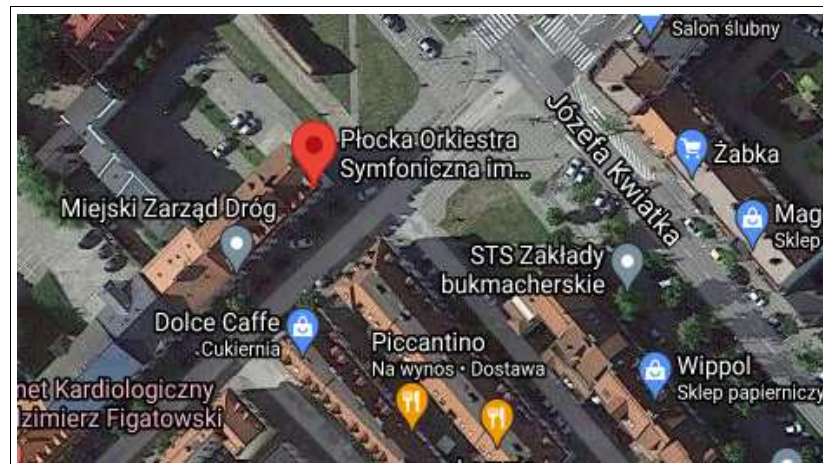 Salon ślubny
Płocka Orkiestra
Symfoniczna im...
Józefa Kwiatka
Żabka
Miejski Zarząd Dróg
Mag
Sklep
STS Zakłady
bukmacherskie
Dolce Caffe
Cukiernia
Piccantino
Na wynos • Dostawa
Wippol
Sklep papierniczy
net Kardiologiczny
dzimierz Figatowski